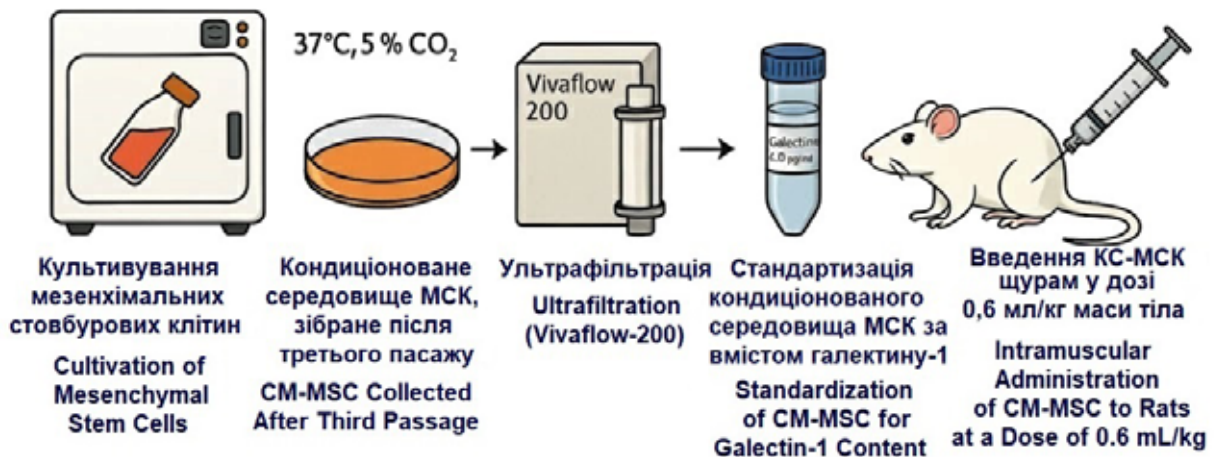 37°C, 5 % CO₂
Vivaflow
200
Galectine
Культивування
мезенхімальних
стовбурових клітин
Cultivation of
Mesenchymal
Stem Cells
Кондиціоноване
середовище МСК,
зібране після
третього пасажу
CM-MSC Collected
After Third Passage
Ультрафільтрація
Ultrafiltration
(Vivaflow-200)
Стандартизація
кондиціонованого
середовища МСК за
вмістом галектину-1
Standardization
of CM-MSC for
Galectin-1 Content
Введення КС-МСК
щурам у дозі
0,6 мл/кг маси тіла
Intramuscular
Administration
of CM-MSC to Rats
at a Dose of 0.6 mL/kg